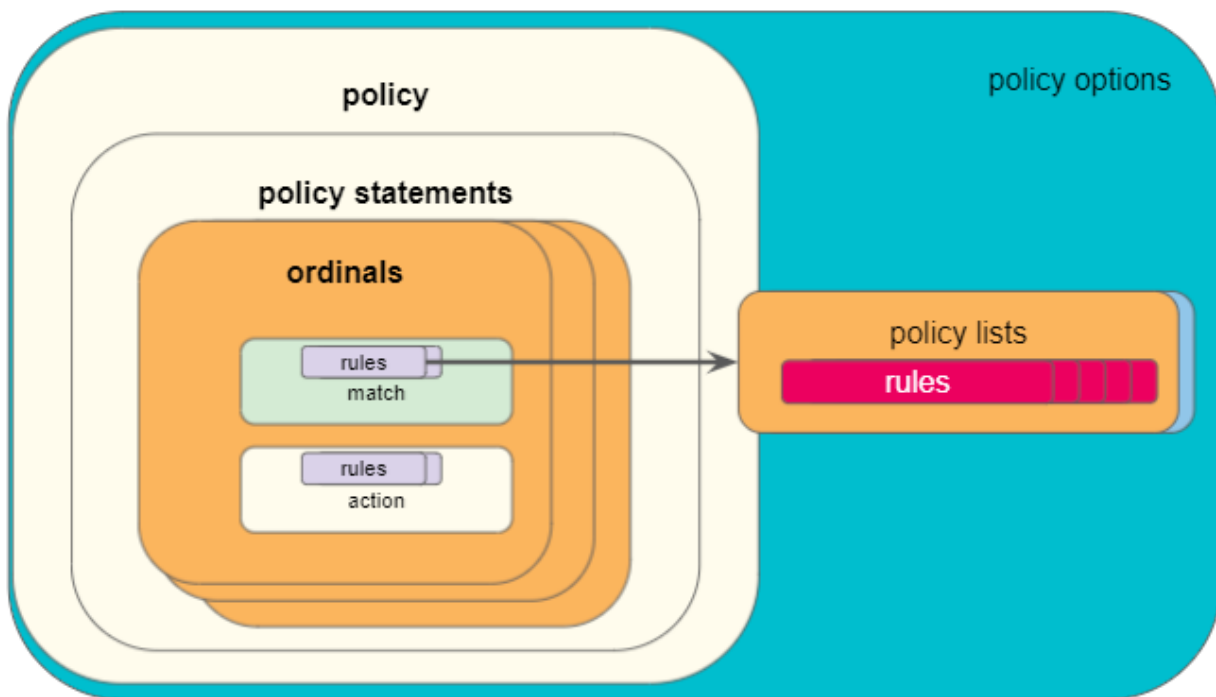 policy options
policy
policy statements
ordinals
rules
match
rules
action
policy lists
rules